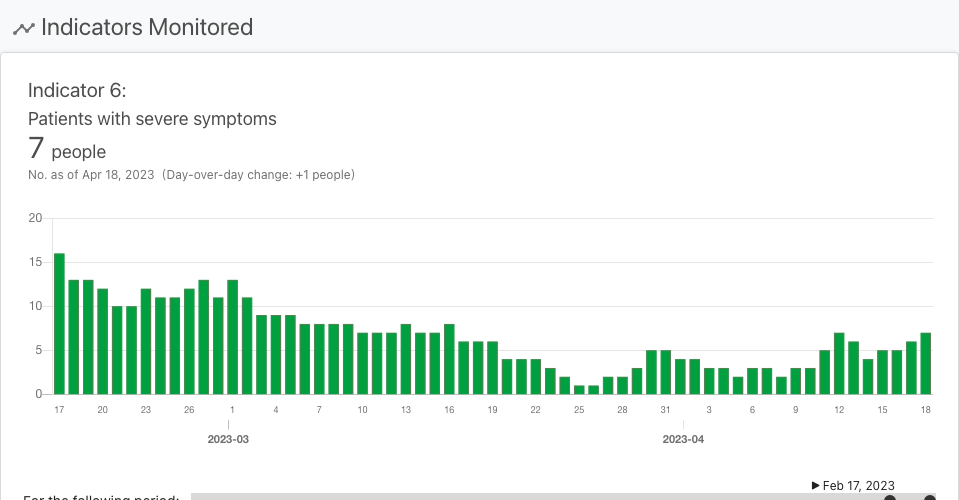 Indicators Monitored
Indicator 6:
Patients with severe symptoms
7 people
No. as of Apr 18, 2023 (Day-over-day change: +1 people)
20
15
10
5
0
17 20 23 26 1 4 7 10 13 16 19 22 25 28 31 3 6 9 12 15 18
2023-03 2023-04
▶ Feb 17, 2023
For the following period: